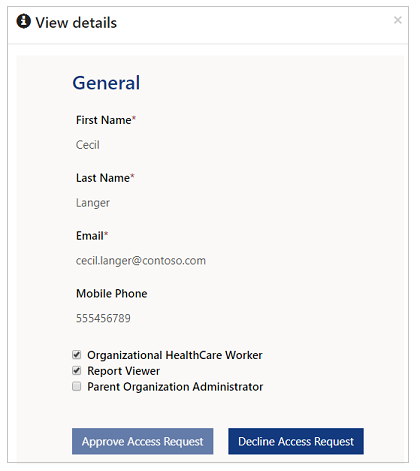 View details
General
First Name*
Cecil
Last Name*
Langer
Email*
cecil.langer@contoso.com
Mobile Phone
555456789
Organizational HealthCare Worker
Report Viewer
Parent Organization Administrator
Approve Access Request Decline Access Request